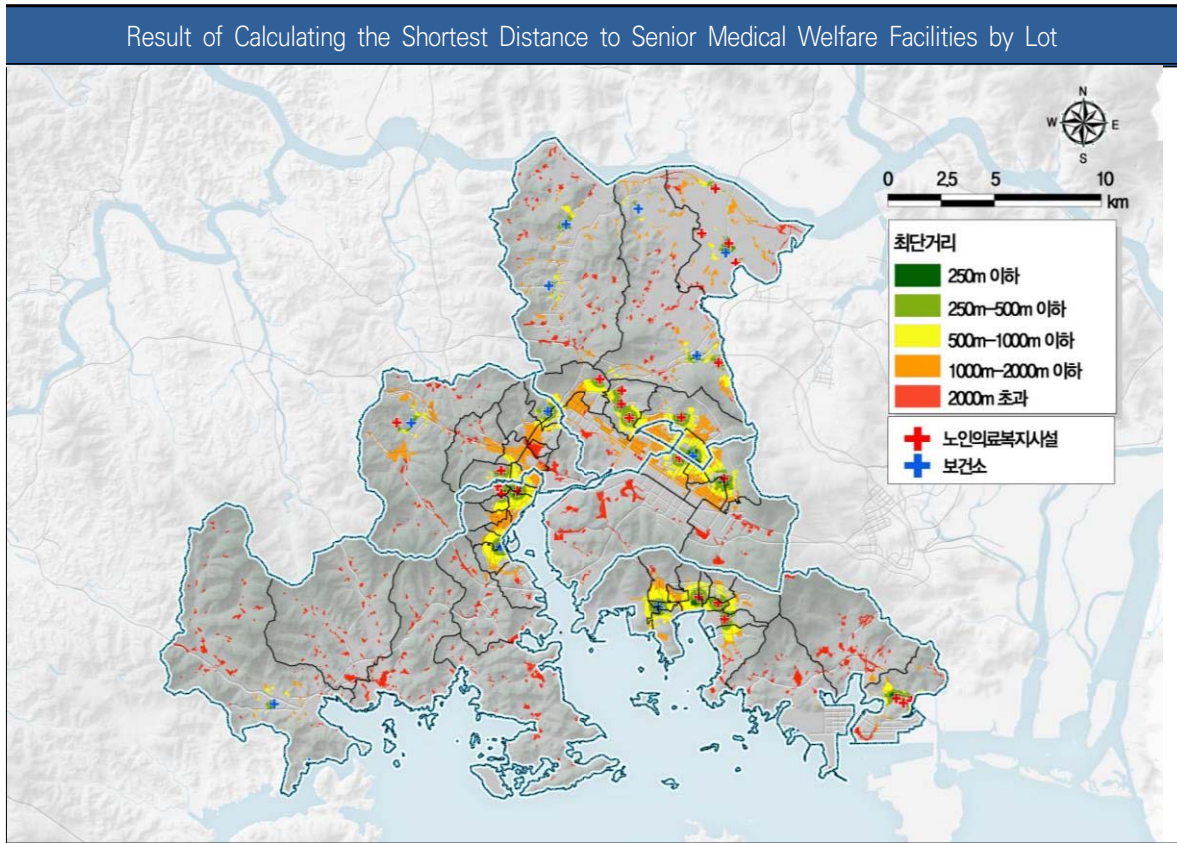 Result of Calculating the Shortest Distance to Senior Medical Welfare Facilities by Lot
N
W E
S
0 2,5 5 10
km
최단거리
250m 이하
250m-500m 이하
500m-1000m 이하
1000m-2000m 이하
2000m 초과
노인의료복지시설
보건소